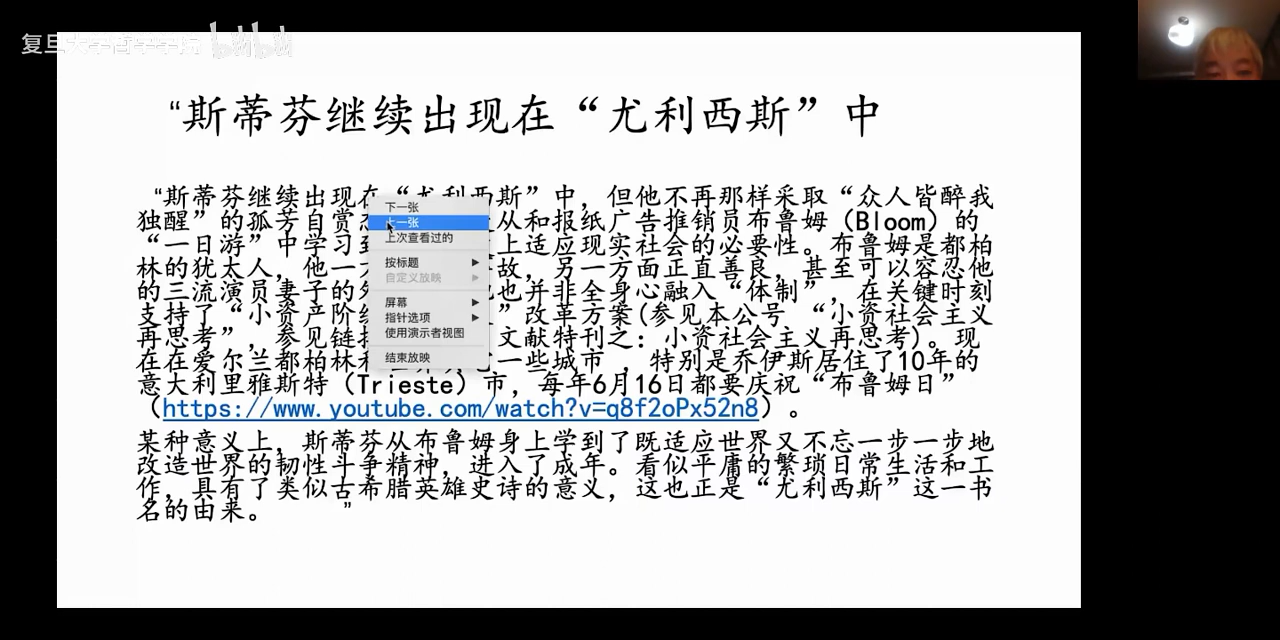 复旦大学哲学学院 bilibili
“斯蒂芬继续出现在“尤利西斯”中
“斯蒂芬继续出现在“尤利西斯”中，但他不再那样采取“众人皆醉我
独醒”的孤芳自赏 从和报纸广告推销员布鲁姆（Bloom）的
“一日游”中学习到 上适应现实社会的必要性。布鲁姆是都柏
林的犹太人，他一 故，另一方面正直善良，甚至可以容忍他
的三流演员妻子的 也并非全身心融入“体制”，在关键时刻
支持了“小资产阶级 ”改革方案(参见本公号 “小资社会主义
再思考”，参见链接 文献特刊之：小资社会主义再思考)。现
在在爱尔兰都柏林和 一些城市 ，特别是乔伊斯居住了10年的
意大利里雅斯特（Trieste）市，每年6月16日都要庆祝“布鲁姆日”
（https://www.youtube.com/watch?v=q8f2oPx52n8）。
某种意义上，斯蒂芬从布鲁姆身上学到了既适应世界又不忘一步一步地
改造世界的韧性斗争精神，进入了成年。看似平庸的繁琐日常生活和工
作，具有了类似古希腊英雄史诗的意义，这也正是“尤利西斯”这一书
名的由来。 ”
下一张
上一张
上次查看过的
按标题
自定义放映
屏幕
指针选项
使用演示者视图
结束放映